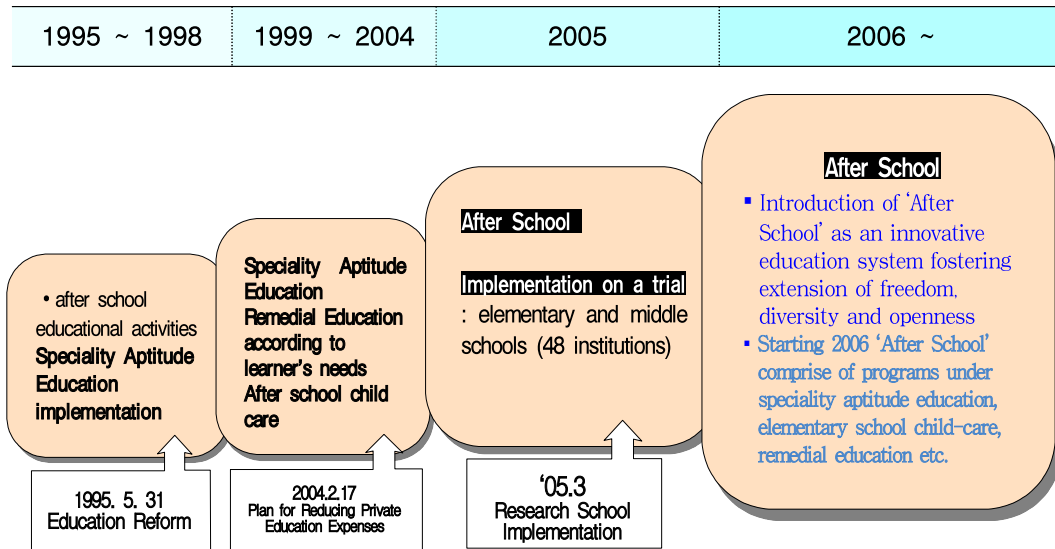 1995 ~ 1998
1999 ~ 2004
2005
2006 ~
• after school
educational activities
Speciality Aptitude
Education
implementation
1995. 5. 31
Education Reform
Speciality Aptitude
Education
Remedial Education
according to
learner's needs
After school child
care
2004.2.17
Plan for Reducing Private
Education Expenses
After School
Implementation on a trial
: elementary and middle
schools (48 institutions)
'05.3
Research School
Implementation
After School
▪ Introduction of 'After
School' as an innovative
education system fostering
extension of freedom,
diversity and openness
▪ Starting 2006 'After School'
comprise of programs under
speciality aptitude education,
elementary school child-care,
remedial education etc.